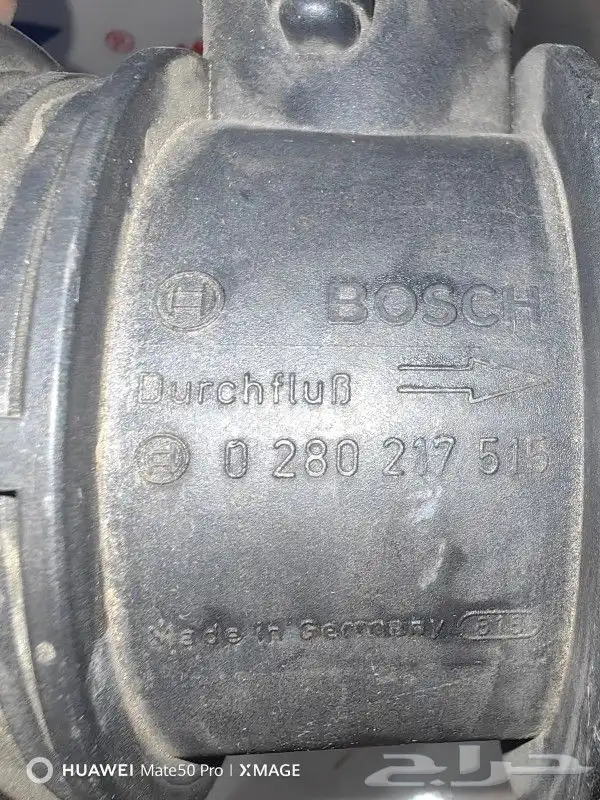 BOSCH
Durchfluß
0 280 217 515
Made in Germany 515
HUAWEI Mate50 Pro | XMAGE
حراج